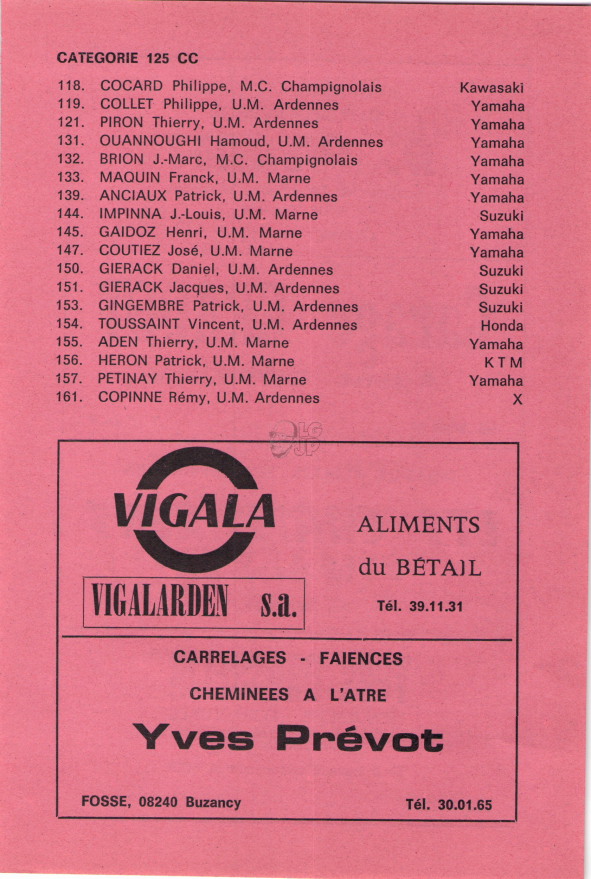 CATEGORIE 125 CC
118. COCARD Philippe, M.C. Champignolais Kawasaki
119. COLLET Philippe, U.M. Ardennes Yamaha
121. PIRON Thierry, U.M. Ardennes Yamaha
131. OUANNOUGHI Hamoud, U.M. Ardennes Yamaha
132. BRION J.-Marc, M.C. Champignolais Yamaha
133. MAQUIN Franck, U.M. Marne Yamaha
139. ANCIAUX Patrick, U.M. Ardennes Yamaha
144. IMPINNA J.-Louis, U.M. Marne Suzuki
145. GAIDOZ Henri, U.M. Marne Yamaha
147. COUTIEZ José, U.M. Marne Yamaha
150. GIERACK Daniel, U.M. Ardennes Suzuki
151. GIERACK Jacques, U.M. Ardennes Suzuki
153. GINGEMBRE Patrick, U.M. Ardennes Suzuki
154. TOUSSAINT Vincent, U.M. Ardennes Honda
155. ADEN Thierry, U.M. Marne Yamaha
156. HERON Patrick, U.M. Marne KTM
157. PETINAY Thierry, U.M. Marne Yamaha
161. COPINNE Rémy, U.M. Ardennes X
VIGALA
VIGALARDEN s.a.
ALIMENTS
du BÉTAIL
Tél. 39.11.31
CARRELAGES - FAIENCES
CHEMINEES A L'ATRE
Yves Prévot
FOSSE, 08240 Buzancy Tél. 30.01.65